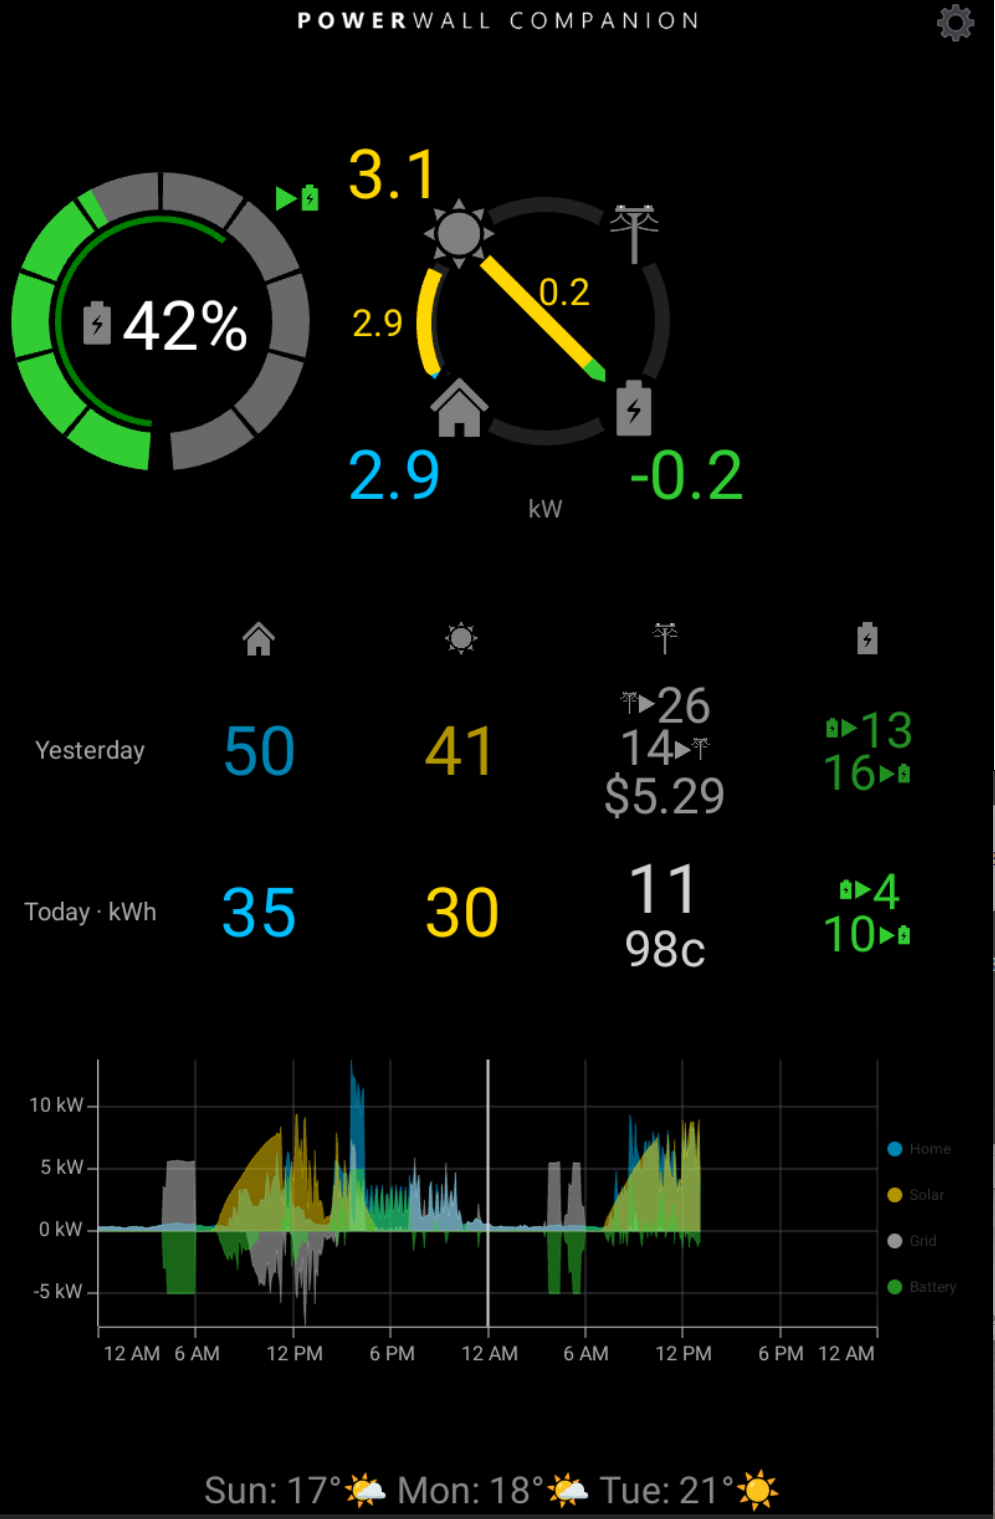 POWERWALL COMPANION
3.1
0.2
2.9
42%
2.9
-0.2
kW
Yesterday 50 41 26 13
14 16
$5.29
Today · kWh 35 30 11 4
98c 10
10 kW
5 kW
0 kW
-5 kW
Home
Solar
Grid
Battery
12 AM 6 AM 12 PM 6 PM 12 AM 6 AM 12 PM 6 PM 12 AM
Sun: 17° Mon: 18° Tue: 21°